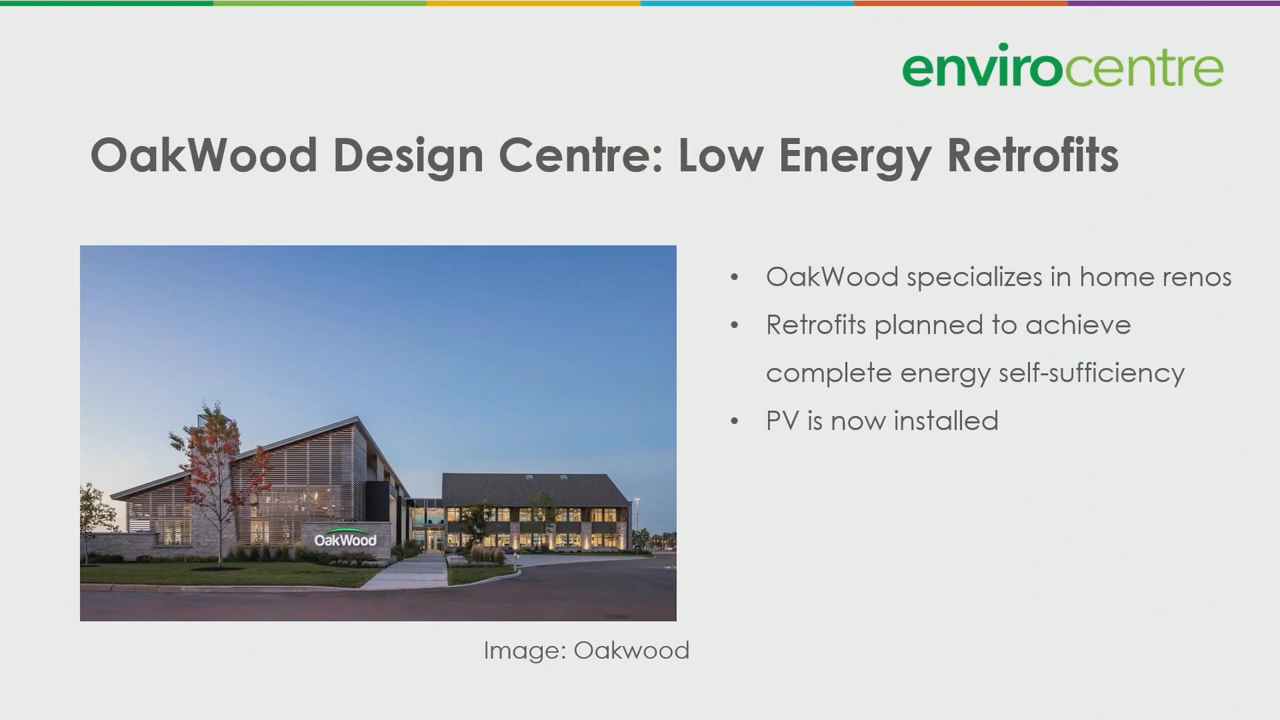 envirocentre
OakWood Design Centre: Low Energy Retrofits
• OakWood specializes in home renos
• Retrofits planned to achieve
complete energy self-sufficiency
• PV is now installed
OakWood
Image: Oakwood